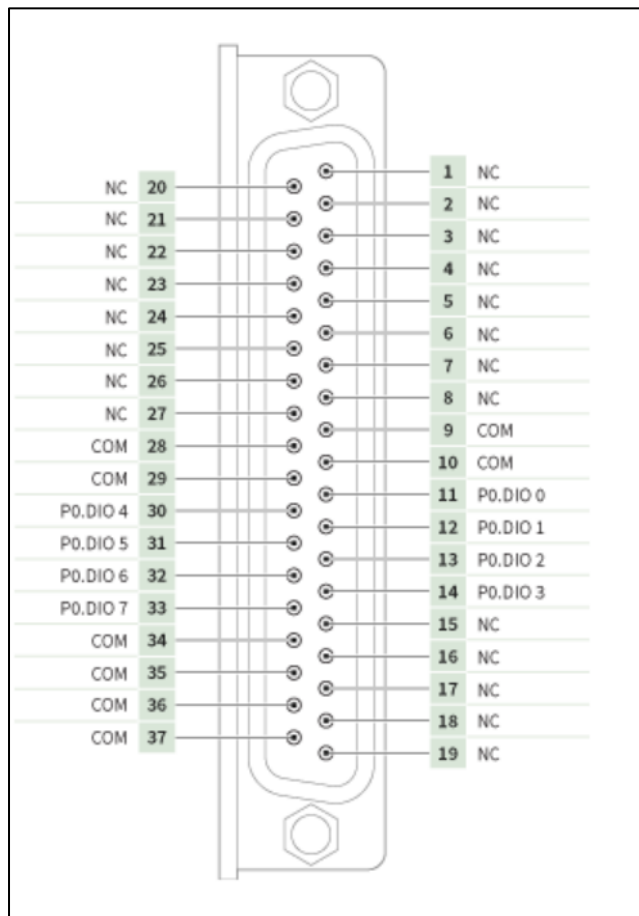 1 NC
NC 20
2 NC
NC 21
3 NC
NC 22
4 NC
NC 23
5 NC
NC 24
6 NC
NC 25
7 NC
NC 26
8 NC
NC 27
9 COM
COM 28
10 COM
COM 29
11 P0.DIO 0
P0.DIO 4 30
12 P0.DIO 1
P0.DIO 5 31
13 P0.DIO 2
P0.DIO 6 32
14 P0.DIO 3
P0.DIO 7 33
15 NC
COM 34
16 NC
COM 35
17 NC
COM 36
18 NC
COM 37
19 NC